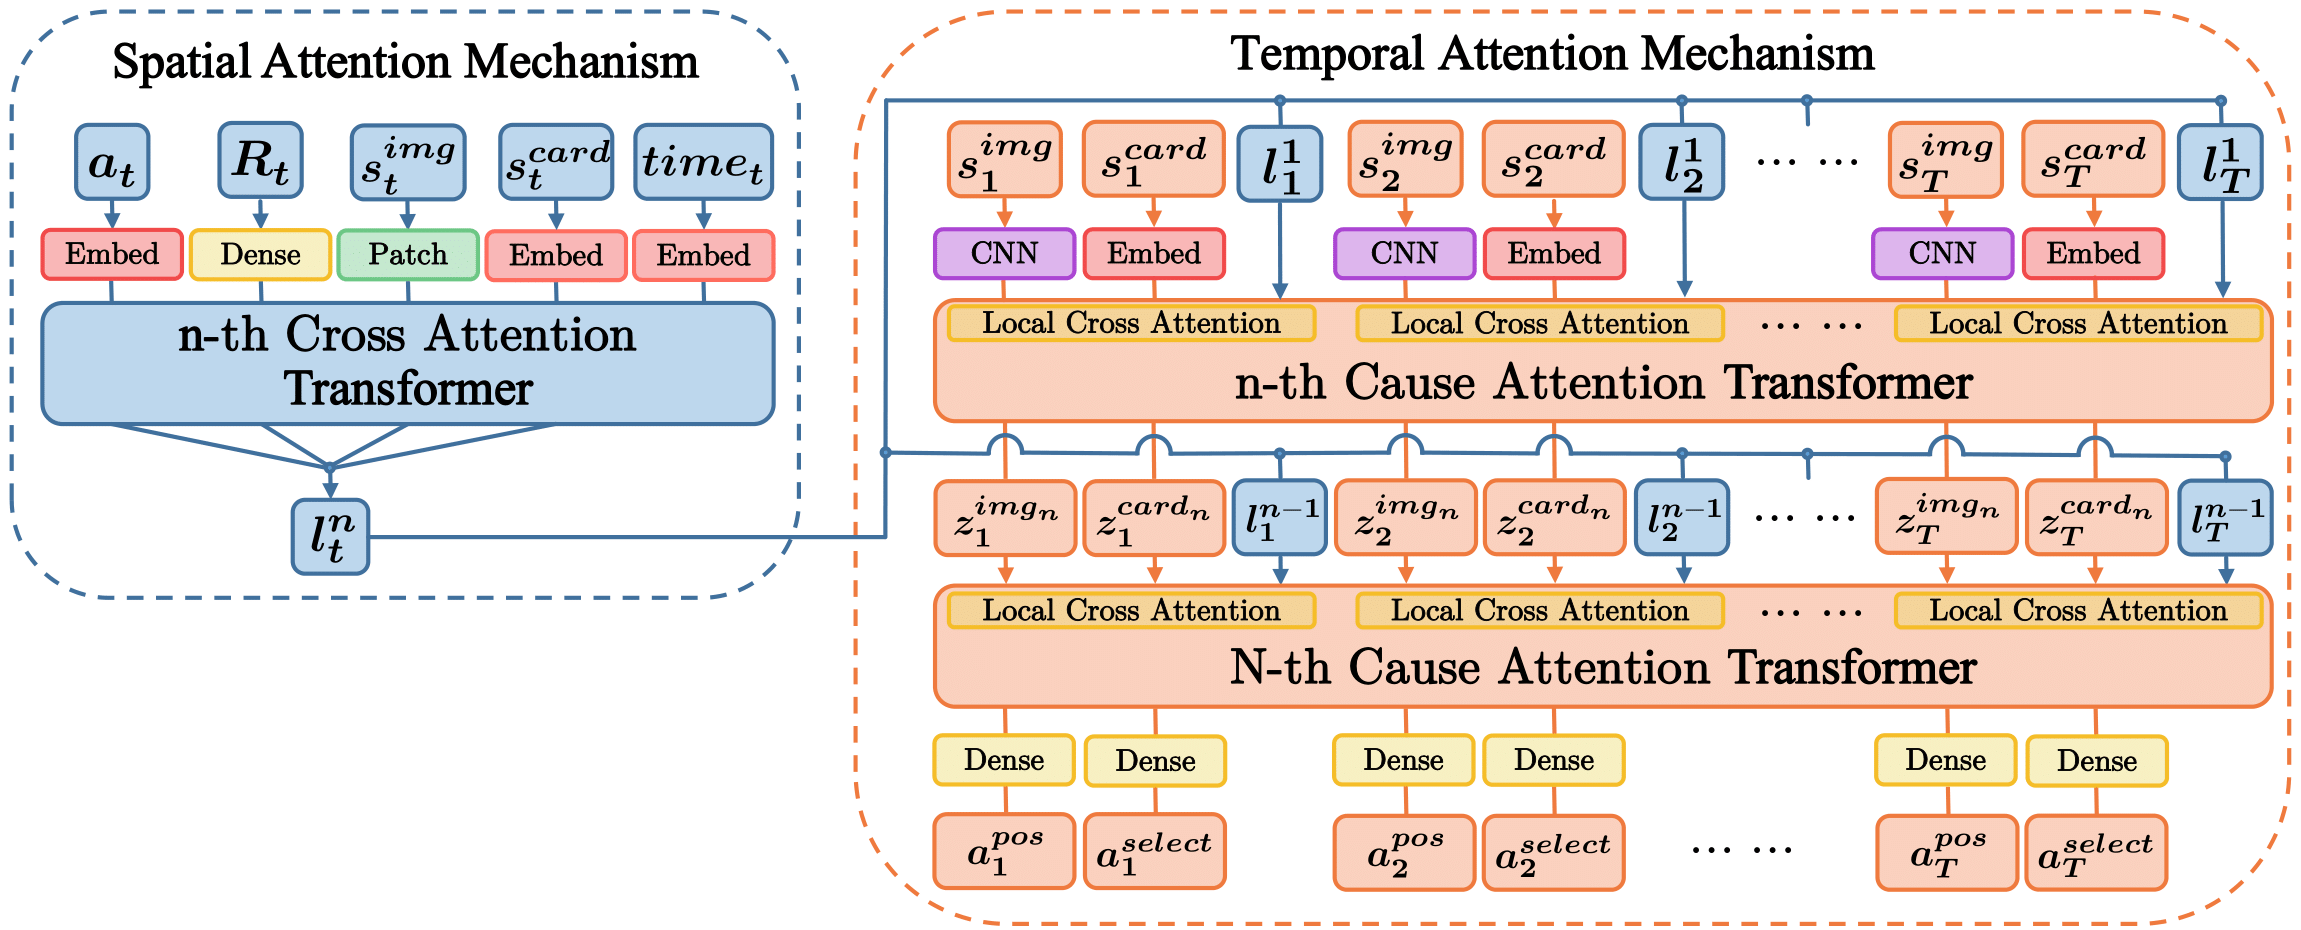 Spatial Attention Mechanism
a_t R_t s_t^{img} s_t^{card} time_t
Embed Dense Patch Embed Embed
n-th Cross Attention
Transformer
l_t^n
Temporal Attention Mechanism
s_1^{img} s_1^{card} l_1^1 s_2^{img} s_2^{card} l_2^1 ... ... s_T^{img} s_T^{card} l_T^1
CNN Embed CNN Embed CNN Embed
Local Cross Attention Local Cross Attention ... ... Local Cross Attention
n-th Cause Attention Transformer
z_1^{img_n} z_1^{card_n} l_1^{n-1} z_2^{img_n} z_2^{card_n} l_2^{n-1} ... ... z_T^{img_n} z_T^{card_n} l_T^{n-1}
Local Cross Attention Local Cross Attention ... ... Local Cross Attention
N-th Cause Attention Transformer
Dense Dense Dense Dense Dense Dense
a_1^{pos} a_1^{select} a_2^{pos} a_2^{select} ... ... a_T^{pos} a_T^{select}